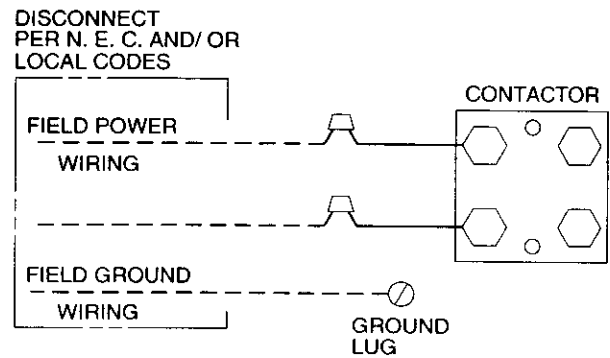 DISCONNECT
PER N. E. C. AND/ OR
LOCAL CODES
CONTACTOR
FIELD POWER
WIRING
FIELD GROUND
WIRING
GROUND
LUG